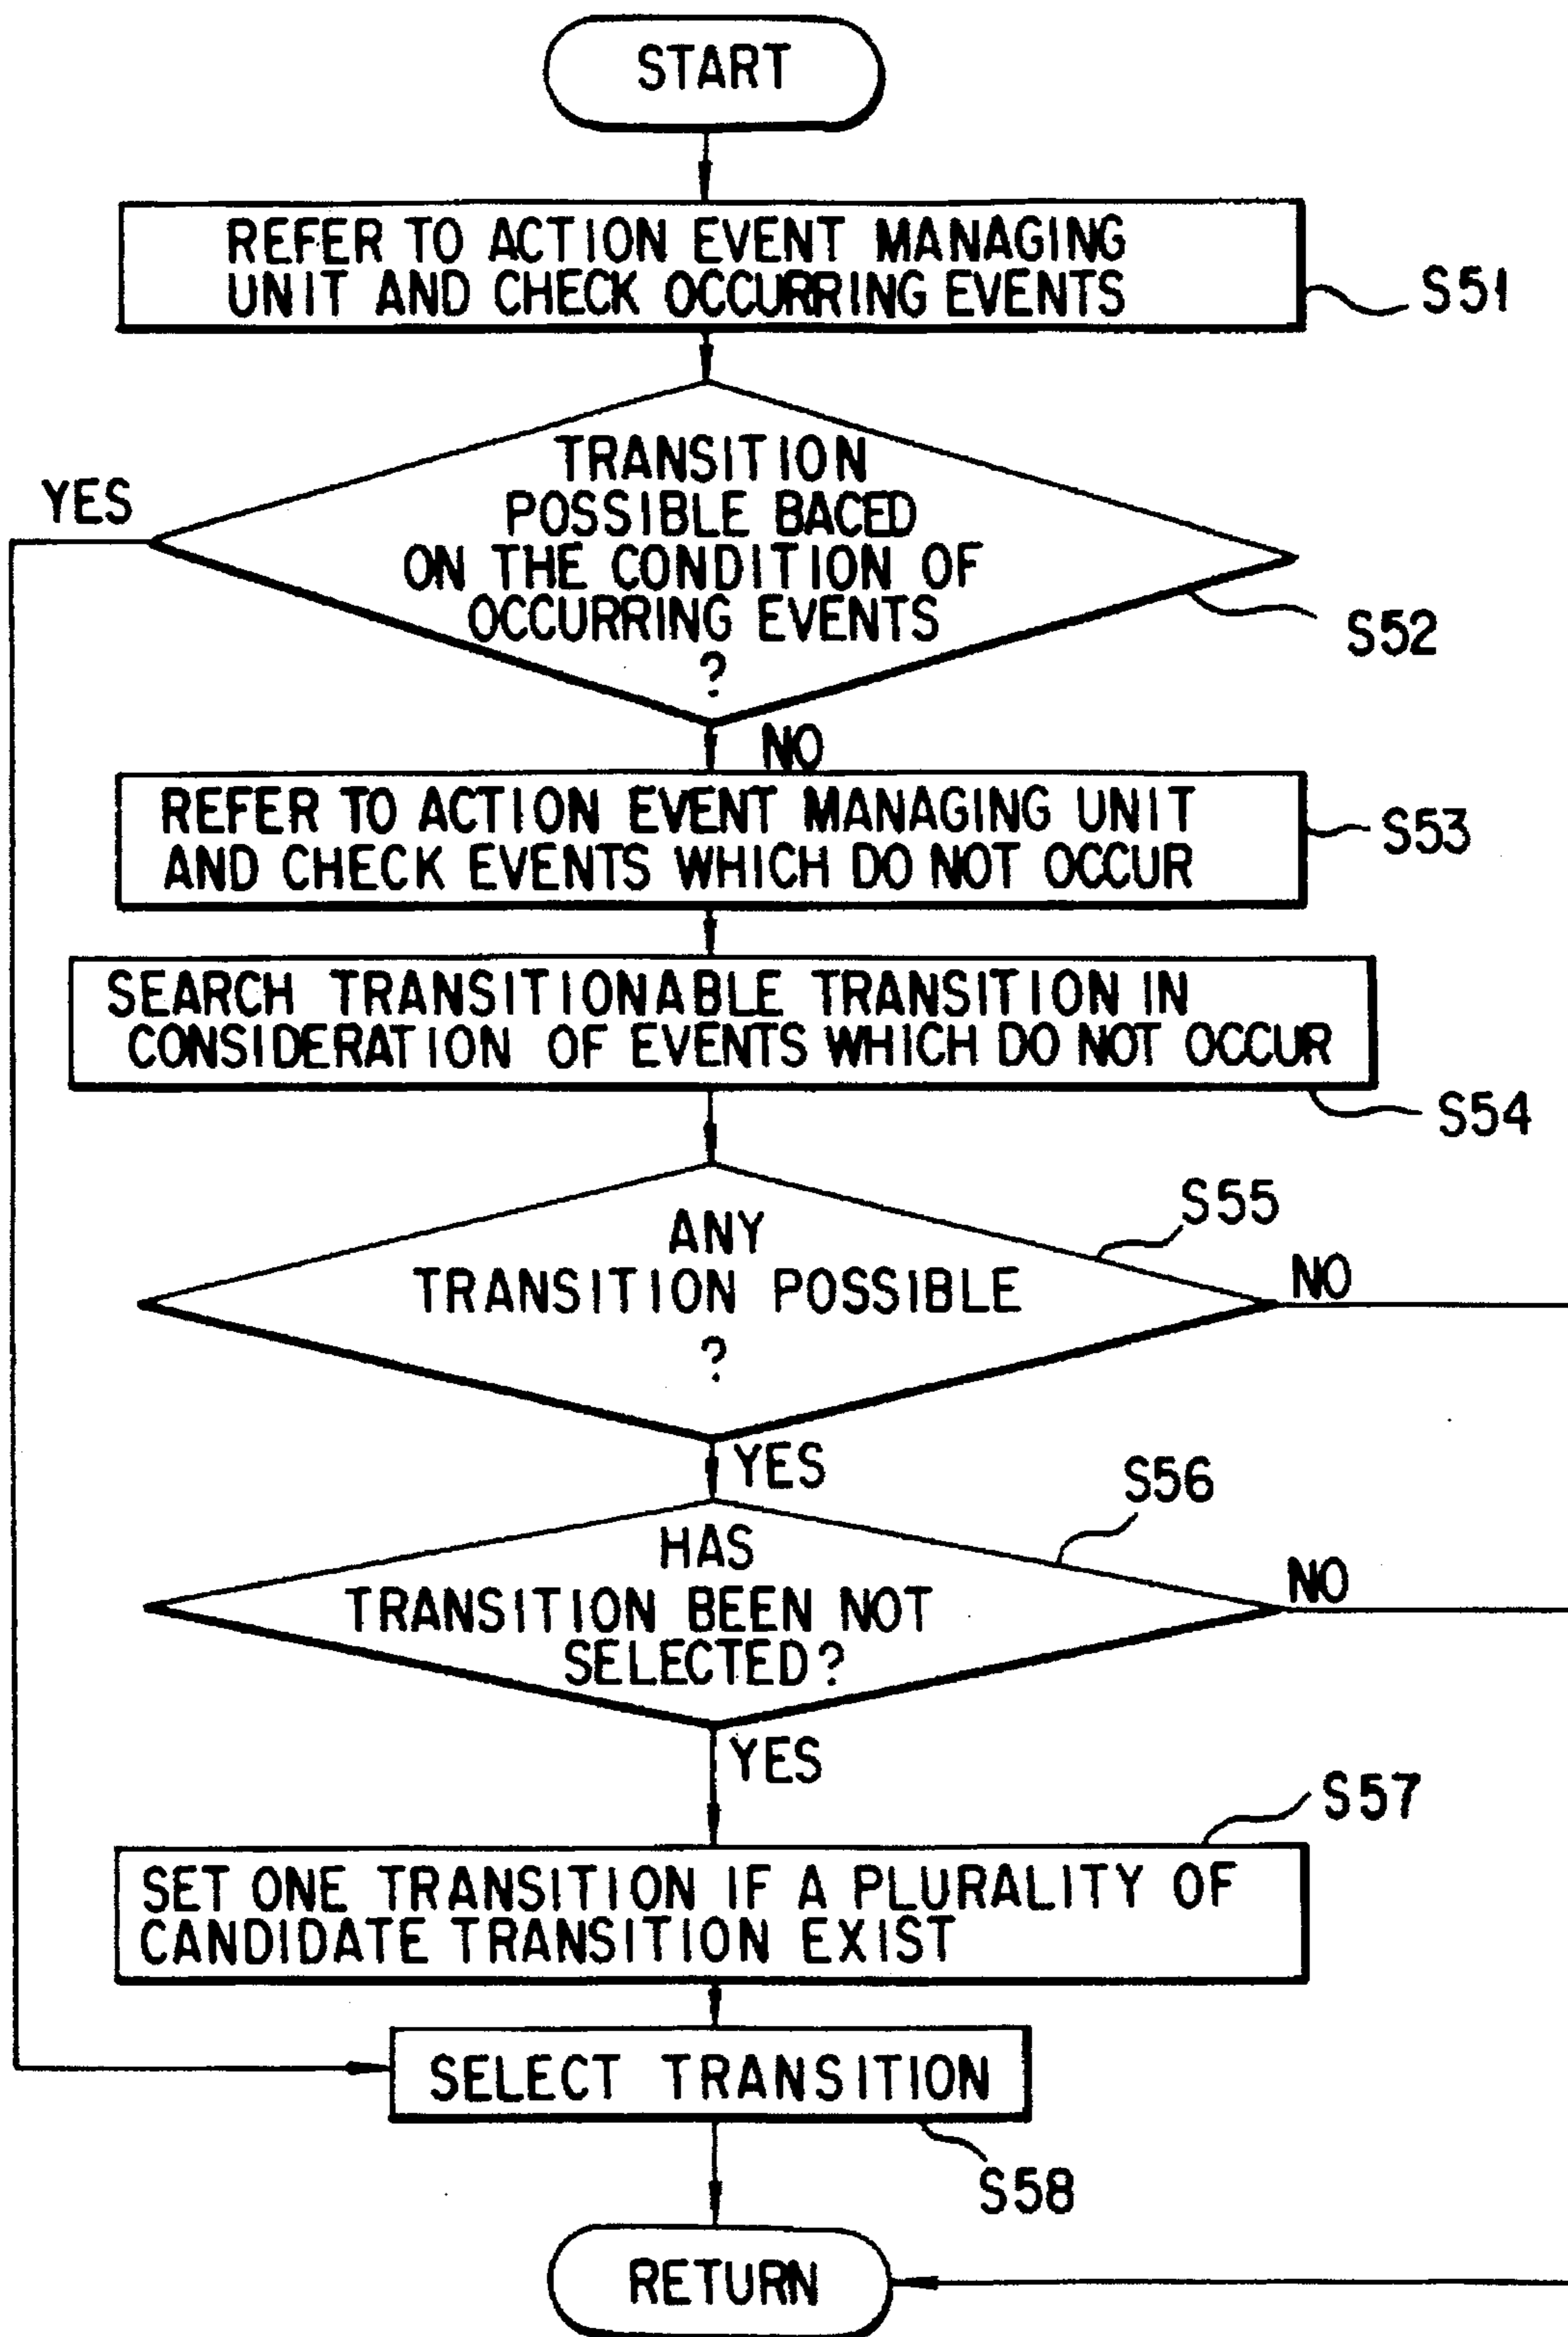 START
REFER TO ACTION EVENT MANAGING
UNIT AND CHECK OCCURRING EVENTS
S51
TRANSITION
POSSIBLE BACED
ON THE CONDITION OF
OCCURRING EVENTS
?
YES
S52
NO
REFER TO ACTION EVENT MANAGING UNIT
AND CHECK EVENTS WHICH DO NOT OCCUR
S53
SEARCH TRANSITIONABLE TRANSITION IN
CONSIDERATION OF EVENTS WHICH DO NOT OCCUR
S54
S55
ANY
TRANSITION POSSIBLE
?
NO
YES
S56
HAS
TRANSITION BEEN NOT
SELECTED?
NO
YES
S57
SET ONE TRANSITION IF A PLURALITY OF
CANDIDATE TRANSITION EXIST
SELECT TRANSITION
S58
RETURN